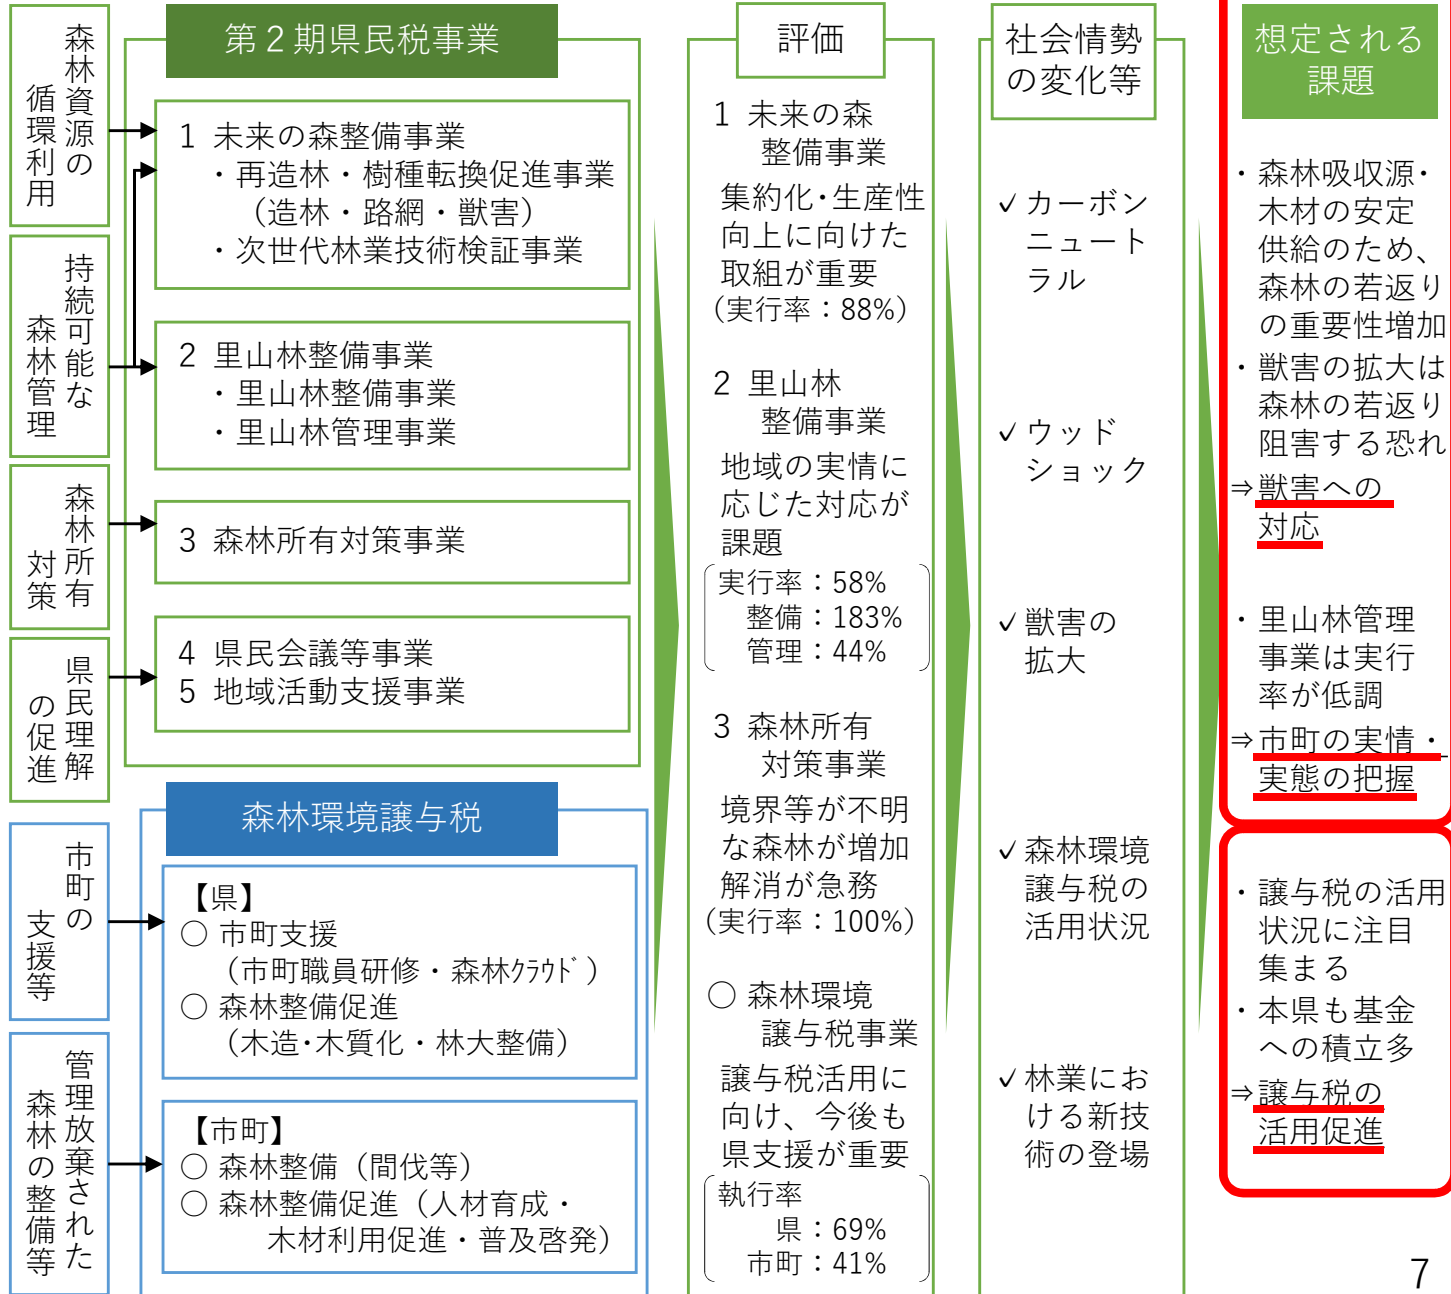 森林資源の
循環利用
持続可能な
森林管理
森林所有
対策
県民理解
の促進
市町の
支援等
管理放棄された
森林の整備等
第２期県民税事業
1 未来の森整備事業
・再造林・樹種転換促進事業
（造林・路網・獣害）
・次世代林業技術検証事業
2 里山林整備事業
・里山林整備事業
・里山林管理事業
3 森林所有対策事業
4 県民会議等事業
5 地域活動支援事業
森林環境譲与税
【県】
○ 市町支援
（市町職員研修・森林ｸﾗｳﾄﾞ）
○ 森林整備促進
（木造・木質化・林大整備）
【市町】
○ 森林整備（間伐等）
○ 森林整備促進（人材育成・
木材利用促進・普及啓発）
評価
1 未来の森
整備事業
集約化・生産性
向上に向けた
取組が重要
（実行率：88%）
2 里山林
整備事業
地域の実情に
応じた対応が
課題
実行率：58%
整備：183%
管理：44%
3 森林所有
対策事業
境界等が不明
な森林が増加
解消が急務
（実行率：100%）
○ 森林環境
譲与税事業
譲与税活用に
向け、今後も
県支援が重要
執行率
県：69%
市町：41%
社会情勢
の変化等
✓カーボン
ニュート
ラル
✓ウッド
ショック
✓獣害の
拡大
✓森林環境
譲与税の
活用状況
✓林業にお
ける新技
術の登場
想定される
課題
・森林吸収源・
木材の安定
供給のため、
森林の若返り
の重要性増加
・獣害の拡大は
森林の若返り
阻害する恐れ
⇒獣害への
対応
・里山林管理
事業は実行
率が低調
⇒市町の実情・
実態の把握
・譲与税の活用
状況に注目
集まる
・本県も基金
への積立多
⇒譲与税の
活用促進
7